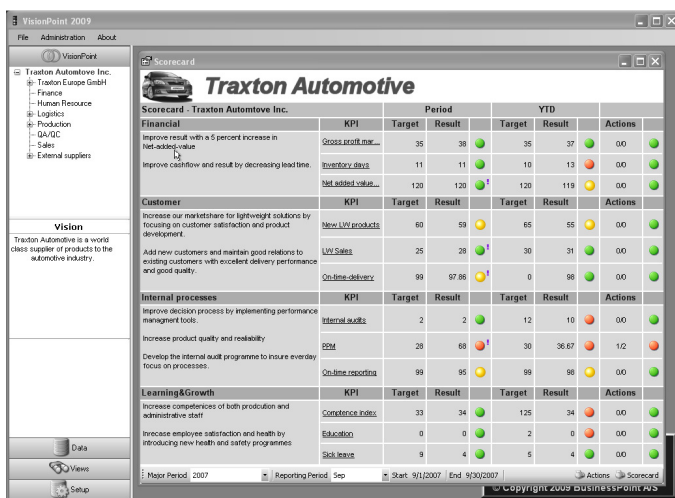 VisionPoint 2009
File Administration About
VisionPoint
Traxton Automtove Inc.
Traxton Europe GmbH
Finance
Human Resource
Logistics
Production
QA/QC
Sales
External suppliers
Vision
Traxton Automotive is a world
class supplier of products to the
automotive industry.
Data
Views
Setup
Scorecard
Traxton Automotive
Scorecard - Traxton Automtove Inc. Period YTD
Financial KPI Target Result Target Result Actions
Improve result with a 5 percent increase in
Net-added-value
Improve cashflow and result by decreasing lead time.
Gross profit mar... 35 38 35 37 0/0
Inventory days 11 11 10 13 0/0
Net added value... 120 120 ! 120 119 0/0
Customer KPI Target Result Target Result Actions
Increase our marketshare for lightweight solutions by
focusing on customer satisfaction and product
development.
Add new customers and maintain good relations to
existing customers with excellent delivery performance
and good quality.
New LW products 60 59 65 55 0/0
LW Sales 25 28 ! 30 31 0/0
On-time-delivery 99 97.86 ! 0 98 0/0
Internal processes KPI Target Result Target Result Actions
Improve decision process by implementing performance
managment tools.
Increase product quality and realiability
Develop the internal audit programme to insure everday
focus on processes.
Internal audits 2 2 12 10 0/0
PPM 28 68 ! 30 36.67 1/2
On-time reporting 99 95 99 98 0/0
Learning&Growth KPI Target Result Target Result Actions
Increase competenices of both prodcution and
administrative staff
Inrecase employee satisfaction and health by
introducing new health and safety programmes
Comptence index 33 34 125 34 0/0
Education 0 0 2 0 0/0
Sick leave 9 4 5 4 0/0
Major Period 2007 Reporting Period Sep Start 9/1/2007 End 9/30/2007 Actions Scorecard
© Copyright 2009 BusinessPoint A/S